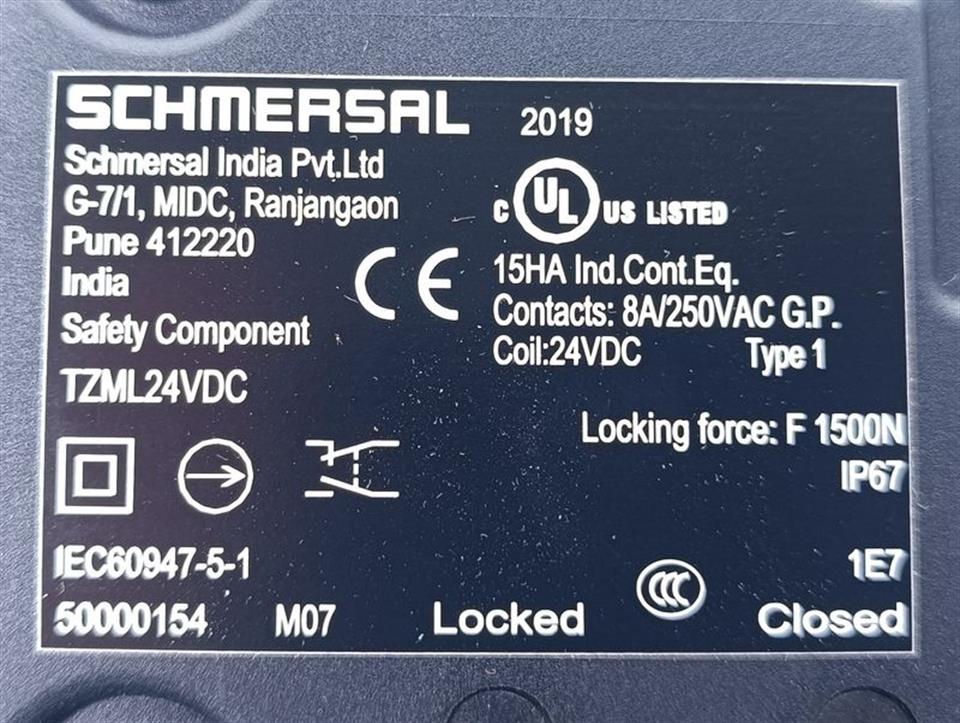 SCHMERSAL 2019
Schmersal India Pvt.Ltd
G-7/1, MIDC, Ranjangaon
Pune 412220
India
CE
Safety Component
TZML24VDC
C UL US LISTED
15HA Ind.Cont.Eq.
Contacts: 8A/250VAC G.P.
Coil:24VDC Type 1
Locking force: F 1500N
IP67
IEC60947-5-1
CCC
1E7
50000154 M07 Locked Closed